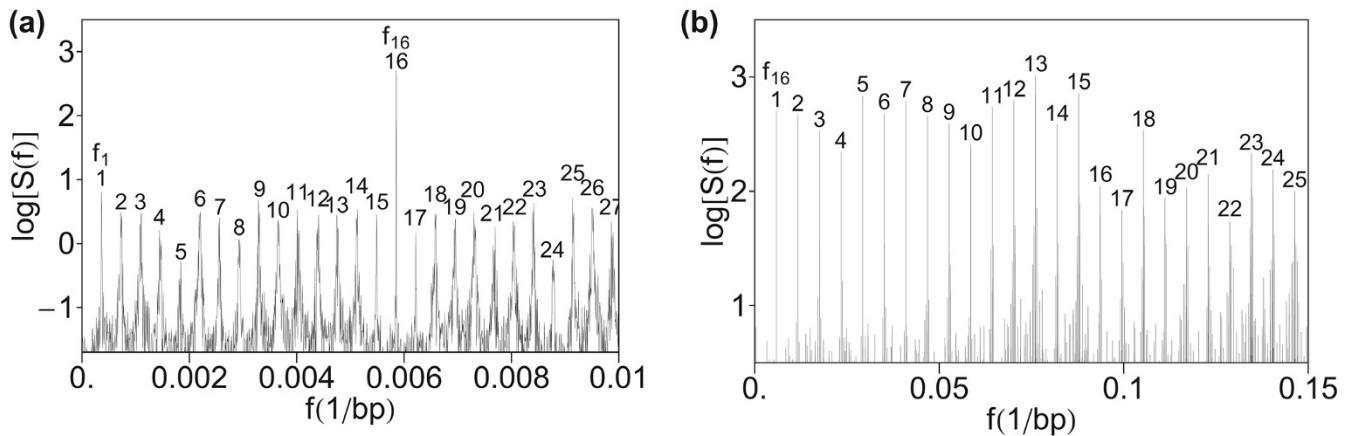 (a)
f16
16
f1
1 2 3 4 5 6 7 8 9 10 11 12 13 14 15 17 18 19 20 21 22 23 24 25 26 27
3
2
1
0
–1
log[S(f)]
0. 0.002 0.004 0.006 0.008 0.01
f(1/bp)
(b)
f16
1 2 3 4 5 6 7 8 9 10 11 12 13 14 15 16 17 18 19 20 21 22 23 24 25
3
2
1
log[S(f)]
0. 0.05 0.1 0.15
f(1/bp)